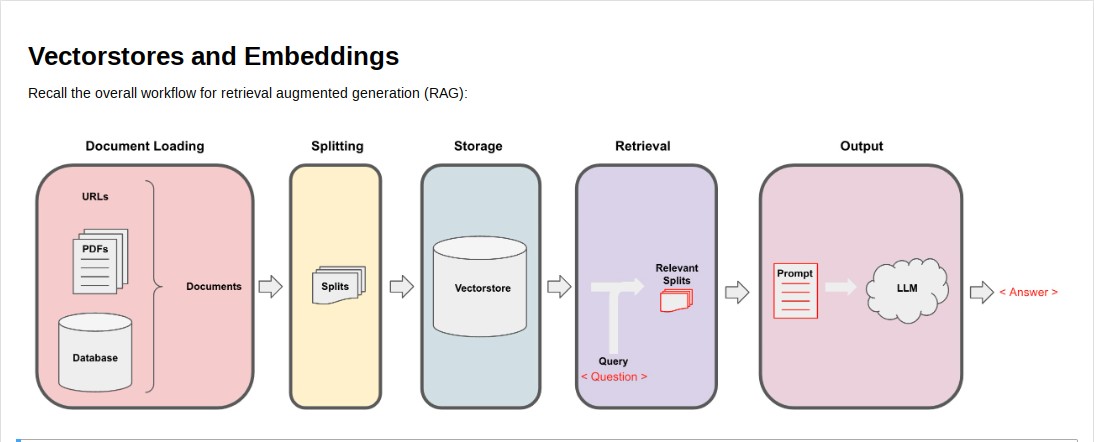 Vectorstores and Embeddings
Recall the overall workflow for retrieval augmented generation (RAG):
Document Loading
URLs
PDFs
Database
Documents
Splitting
Splits
Storage
Vectorstore
Retrieval
Relevant
Splits
Query
< Question >
Output
Prompt
LLM
< Answer >